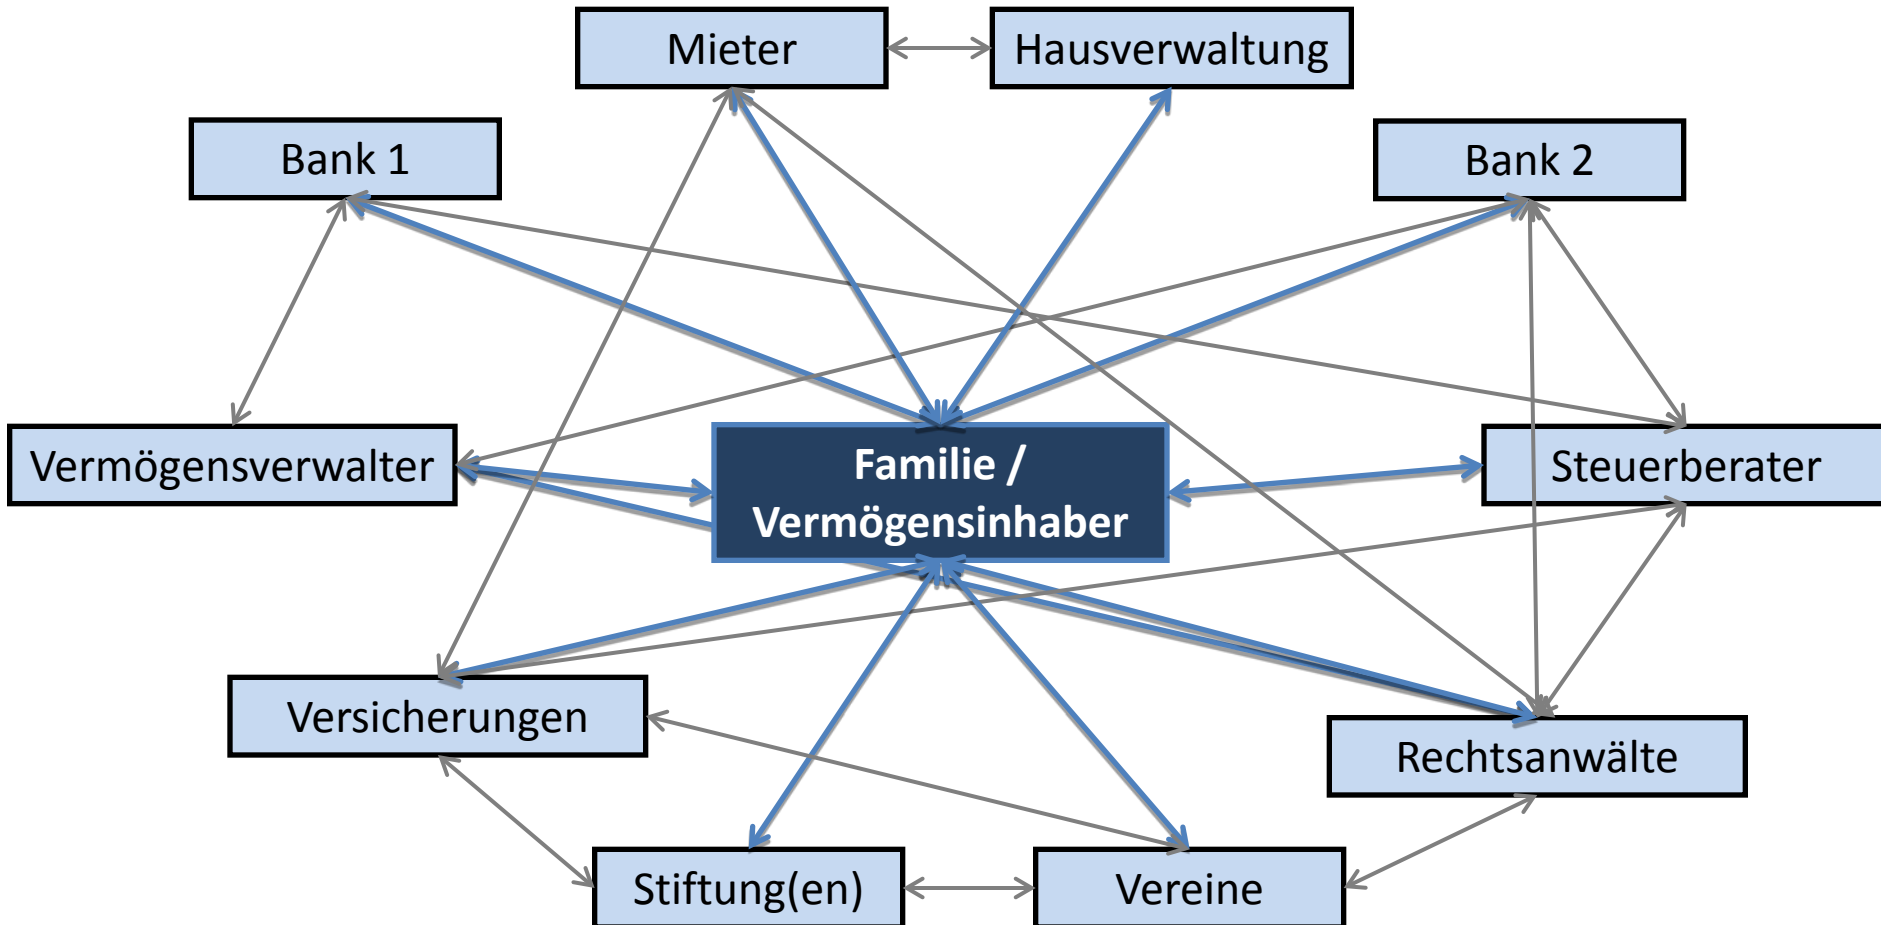 Mieter
Hausverwaltung
Bank 1
Bank 2
Vermögensverwalter
Familie /
Vermögensinhaber
Steuerberater
Versicherungen
Rechtsanwälte
Stiftung(en)
Vereine